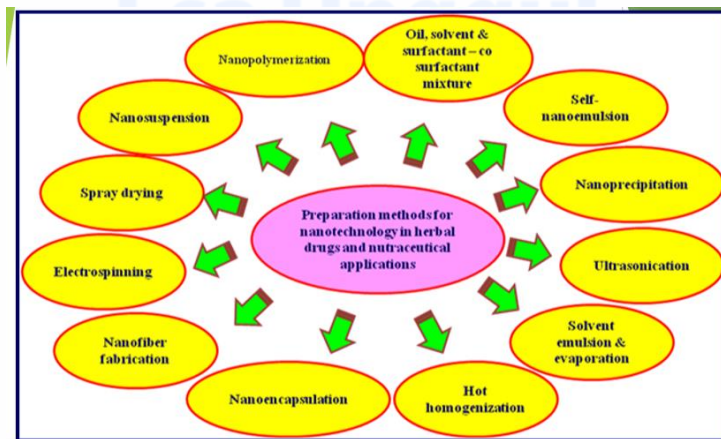 Nanopolymerization
Oil, solvent &
surfactant – co
surfactant
mixture
Self-
nanoemulsion
Nanoprecipitation
Ultrasonication
Solvent
emulsion &
evaporation
Hot
homogenization
Nanoencapsulation
Nanofiber
fabrication
Electrospinning
Spray drying
Nanosuspension
Preparation methods for
nanotechnology in herbal
drugs and nutraceutical
applications